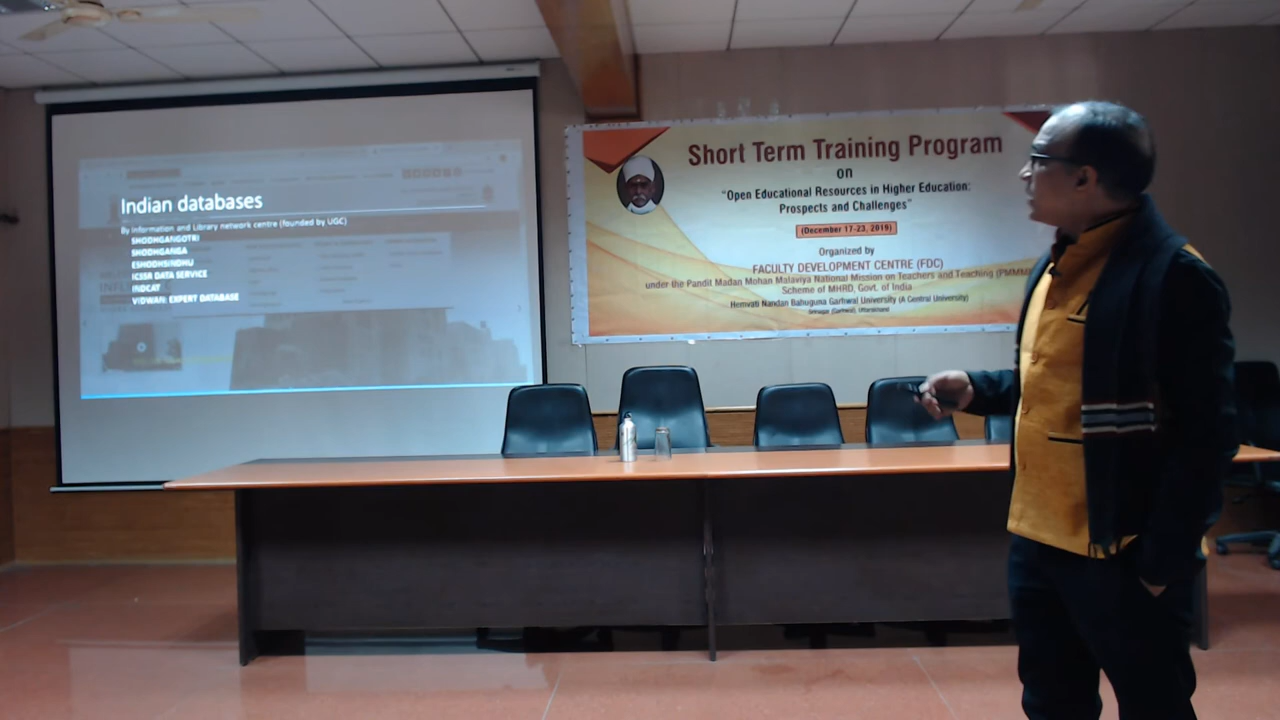 Indian databases
By Information and Library network centre (founded by UGC)
SHODHGANGOTRI
SHODHGANGA
ESHODHSINDHU
ICSSR DATA SERVICE
INDCAT
VIDWAN: EXPERT DATABASE
Short Term Training Program
on
"Open Educational Resources in Higher Education:
Prospects and Challenges"
(December 17-23, 2019)
Organized by
FACULTY DEVELOPMENT CENTRE (FDC)
under the Pandit Madan Mohan Malaviya National Mission on Teachers and Teaching (PMMM
Scheme of MHRD, Govt. of India
Hemvati Nandan Bahuguna Garhwal University (A Central University)
Srinagar (Garhwal), Uttarakhand